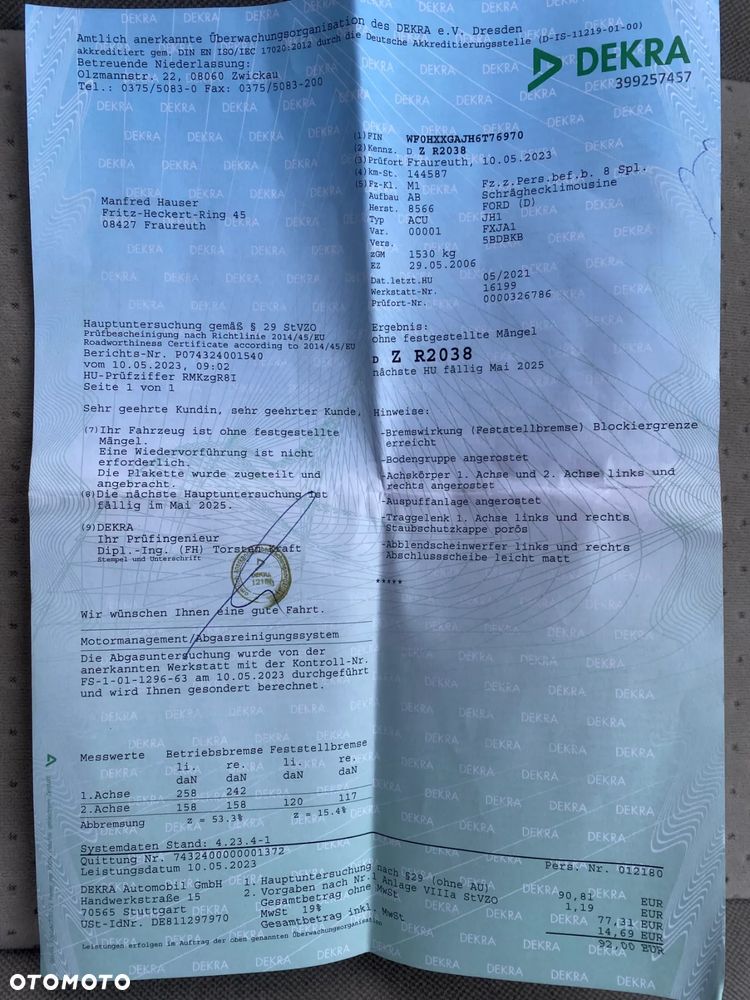 Amtlich anerkannte Überwachungsorganisation des DEKRA e.V. Dresden
akkreditiert gem. DIN EN ISO/IEC 17020:2012 durch die Deutsche Akkreditierungsstelle (D-IS-11219-01-00)
Betreuende Niederlassung:
Olzmannstr. 22, 08060 Zwickau
Tel.: 0375/5083-0 Fax: 0375/5083-200
DEKRA
399257457
(1) FIN WF0HXXGAJH6T76970
(2) Kennz. D Z R2038
(3) Prüfort Fraureuth, 10.05.2023
(4) km-St. 144587
(5) Fz-Kl. M1 Fz.z.Pers.bef.b. 8 Spl.
Aufbau AB Schräghecklimousine
Herst. 8566 FORD (D)
Typ ACU JH1
Var. 00001 FXJA1
Vers. 5BDBKB
zGM 1530 kg
EZ 29.05.2006
Dat.letzt.HU 05/2021
Werkstatt-Nr. 16199
Prüfort-Nr. 0000326786
Manfred Hauser
Fritz-Heckert-Ring 45
08427 Fraureuth
Hauptuntersuchung gemäß § 29 StVZO
Prüfbescheinigung nach Richtlinie 2014/45/EU
Roadworthiness Certificate according to 2014/45/EU
Berichts-Nr. P074324001540
vom 10.05.2023, 09:02
HU-Prüfziffer RMKzgR8I
Seite 1 von 1
Ergebnis:
ohne festgestellte Mängel
D Z R2038
nächste HU fällig Mai 2025
Sehr geehrte Kundin, sehr geehrter Kunde,
(7) Ihr Fahrzeug ist ohne festgestellte
Mängel.
Eine Wiedervorführung ist nicht
erforderlich.
Die Plakette wurde zugeteilt und
angebracht.
(8) Die nächste Hauptuntersuchung ist
fällig im Mai 2025.
(9) DEKRA
Ihr Prüfingenieur
Dipl.-Ing. (FH) Torsten Kraft
Stempel und Unterschrift
DEKRA
Wir wünschen Ihnen eine gute Fahrt.
Hinweise:
-Bremswirkung (Feststellbremse) Blockiergrenze
erreicht
-Bodengruppe angerostet
-Achskörper 1. Achse und 2. Achse links und
rechts angerostet
-Auspuffanlage angerostet
-Traggelenk 1. Achse links und rechts
Staubschutzkappe porös
-Abblendscheinwerfer links und rechts
Abschlussscheibe leicht matt
*****
Motormanagement/Abgasreinigungssystem
Die Abgasuntersuchung wurde von der
anerkannten Werkstatt mit der Kontroll-Nr.
FS-1-01-1296-63 am 10.05.2023 durchgeführt
und wird Ihnen gesondert berechnet.
Messwerte Betriebsbremse Feststellbremse
li. re. li. re.
daN daN daN daN
1.Achse 258 242
2.Achse 158 158 120 117
Abbremsung z = 53.3% z = 15.4%
Systemdaten Stand: 4.23.4-1
Quittung Nr. 7432400000001372 Pers. Nr. 012180
Leistungsdatum 10.05.2023
DEKRA Automobil GmbH 1. Hauptuntersuchung nach §29 (ohne AU) 90,81 EUR
Handwerkstraße 15 2. Vorgaben nach Nr.1 Anlage VIIIa StVZO 1,19 EUR
70565 Stuttgart Gesamtbetrag ohne MwSt 77,31 EUR
USt-IdNr. DE811297970 MwSt 19% 14,69 EUR
Gesamtbetrag inkl. MwSt 92,00 EUR
Leistungen erfolgen im Auftrag der oben genannten Überwachungsorganisation
OTOMOTO